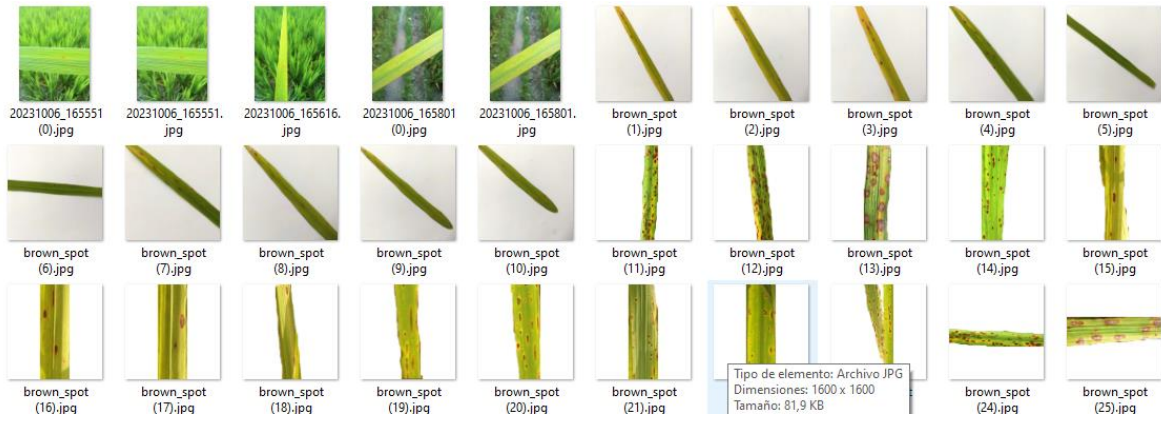 20231006_165551
(0).jpg
20231006_165551.
jpg
20231006_165616.
jpg
20231006_165801
(0).jpg
20231006_165801.
jpg
brown_spot
(1).jpg
brown_spot
(2).jpg
brown_spot
(3).jpg
brown_spot
(4).jpg
brown_spot
(5).jpg
brown_spot
(6).jpg
brown_spot
(7).jpg
brown_spot
(8).jpg
brown_spot
(9).jpg
brown_spot
(10).jpg
brown_spot
(11).jpg
brown_spot
(12).jpg
brown_spot
(13).jpg
brown_spot
(14).jpg
brown_spot
(15).jpg
brown_spot
(16).jpg
brown_spot
(17).jpg
brown_spot
(18).jpg
brown_spot
(19).jpg
brown_spot
(20).jpg
brown_spot
(21).jpg
Tipo de elemento: Archivo JPG
Dimensiones: 1600 x 1600
Tamaño: 81,9 KB
brown_spot
(24).jpg
brown_spot
(25).jpg